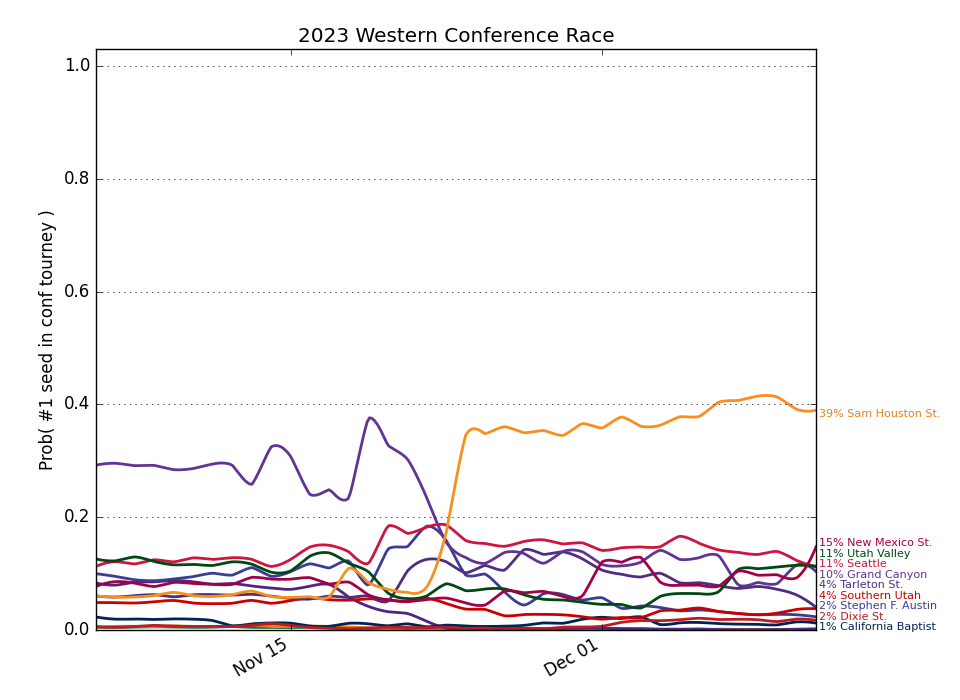 2023 Western Conference Race
Prob( #1 seed in conf tourney )
1.0
0.8
0.6
0.4
0.2
0.0
Nov 15
Dec 01
39% Sam Houston St.
15% New Mexico St.
11% Utah Valley
11% Seattle
10% Grand Canyon
4% Tarleton St.
4% Southern Utah
2% Stephen F. Austin
2% Dixie St.
1% California Baptist